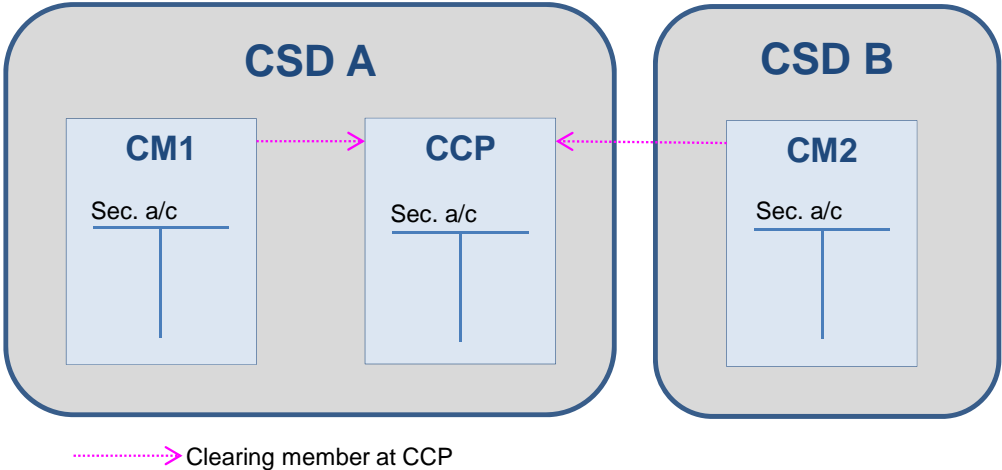 CSD A
CSD B
CM1
CCP
CM2
Sec. a/c
Sec. a/c
Sec. a/c
Clearing member at CCP